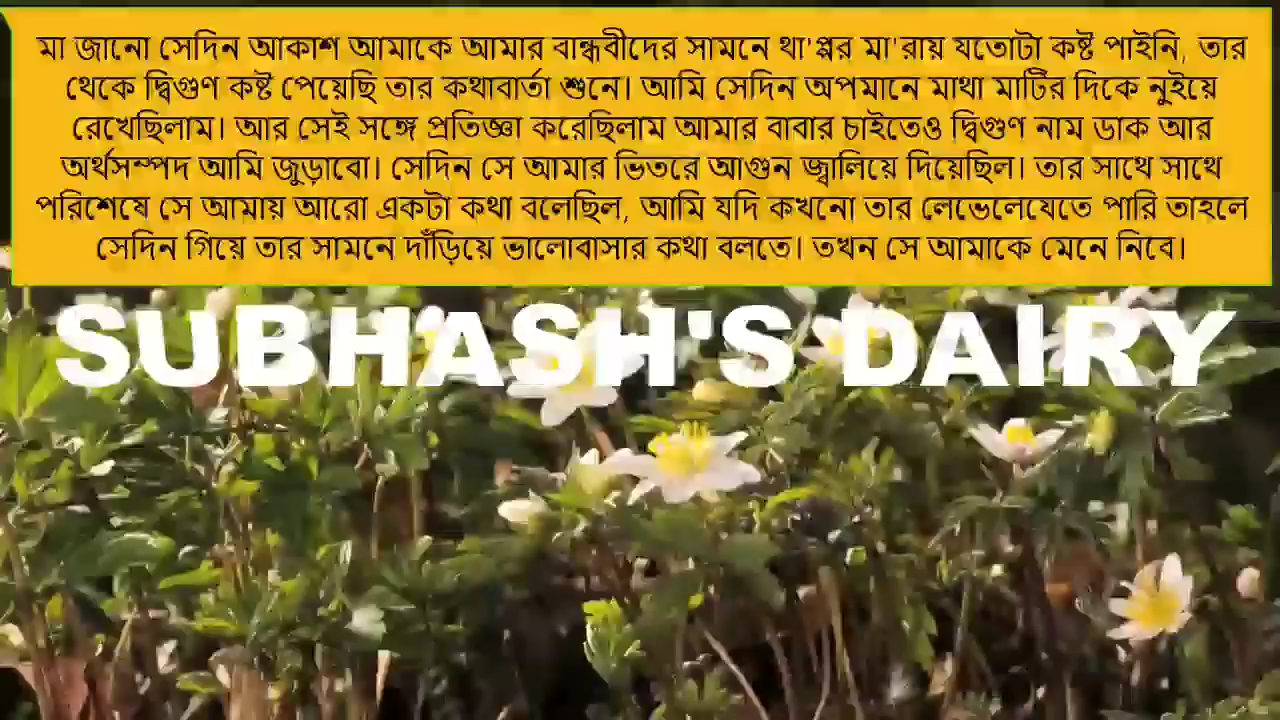 মা জানো সেদিন আকাশ আমাকে আমার বান্ধবীদের সামনে থা'প্পর মা'রায় যতোটা কষ্ট পাইনি, তার
থেকে দ্বিগুণ কষ্ট পেয়েছি তার কথাবার্তা শুনে। আমি সেদিন অপমানে মাথা মাটির দিকে নুইয়ে
রেখেছিলাম। আর সেই সঙ্গে প্রতিজ্ঞা করেছিলাম আমার বাবার চাইতেও দ্বিগুণ নাম ডাক আর
অর্থসম্পদ আমি জুড়াবো। সেদিন সে আমার ভিতরে আগুন জ্বালিয়ে দিয়েছিল। তার সাথে সাথে
পরিশেষে সে আমায় আরো একটা কথা বলেছিল, আমি যদি কখনো তার লেভেলেযেতে পারি তাহলে
সেদিন গিয়ে তার সামনে দাঁড়িয়ে ভালোবাসার কথা বলতে। তখন সে আমাকে মেনে নিবে।
SUBHASH'S DAIRY